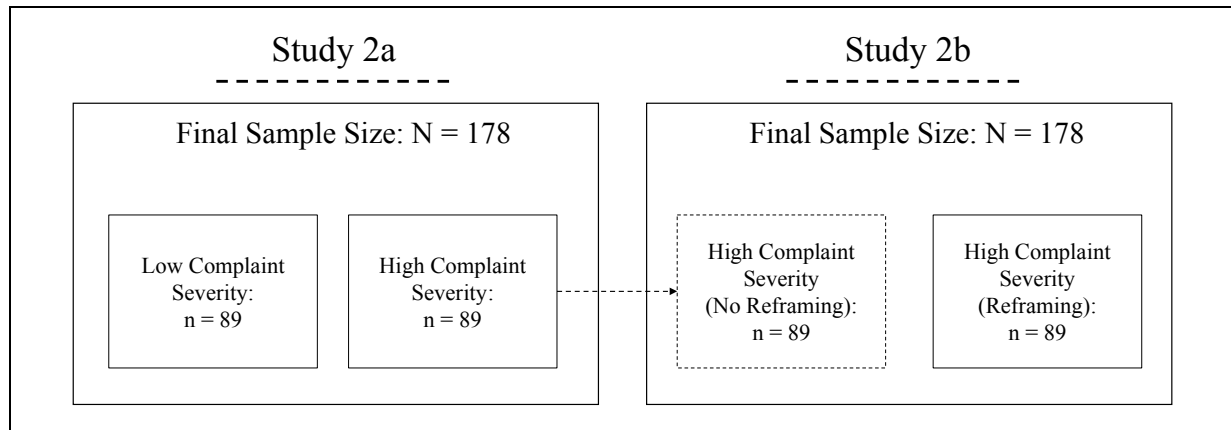 Study 2a
Final Sample Size: N = 178
Low Complaint
Severity:
n = 89
High Complaint
Severity:
n = 89
Study 2b
Final Sample Size: N = 178
High Complaint
Severity
(No Reframing):
n = 89
High Complaint
Severity
(Reframing):
n = 89